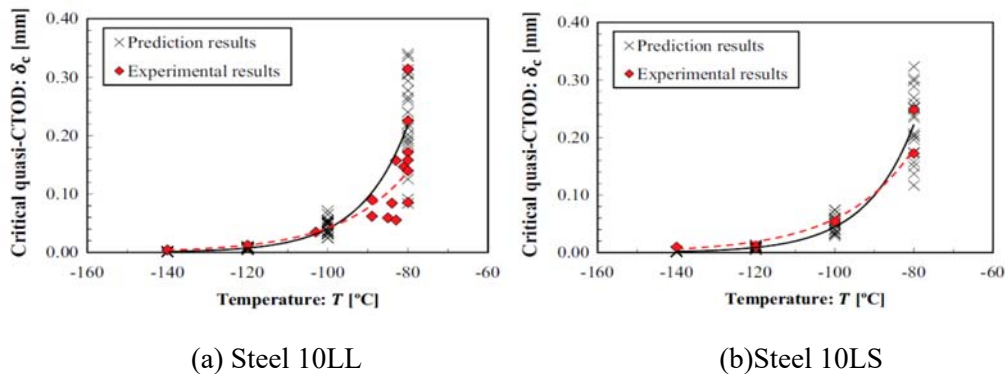 0.40
0.30
0.20
0.10
0.00
-160
-140
-120
-100
-80
-60
Critical quasi-CTOD: δc [mm]
Prediction results
Experimental results
Temperature: T [ºC]
(a) Steel 10LL
0.40
0.30
0.20
0.10
0.00
-160
-140
-120
-100
-80
-60
Critical quasi-CTOD: δc [mm]
Prediction results
Experimental results
Temperature: T [ºC]
(b)Steel 10LS